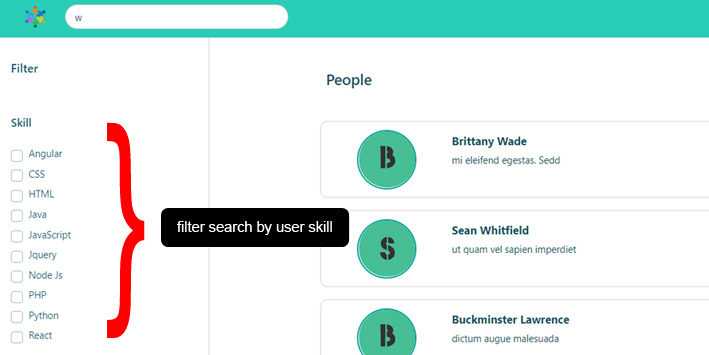 w
Filter
Skill
Angular
CSS
HTML
Java
JavaScript
Jquery
Node Js
PHP
Python
React
filter search by user skill
People
B
Brittany Wade
mi eleifend egestas. Sedd
S
Sean Whitfield
ut quam vel sapien imperdiet
B
Buckminster Lawrence
dictum augue malesuada